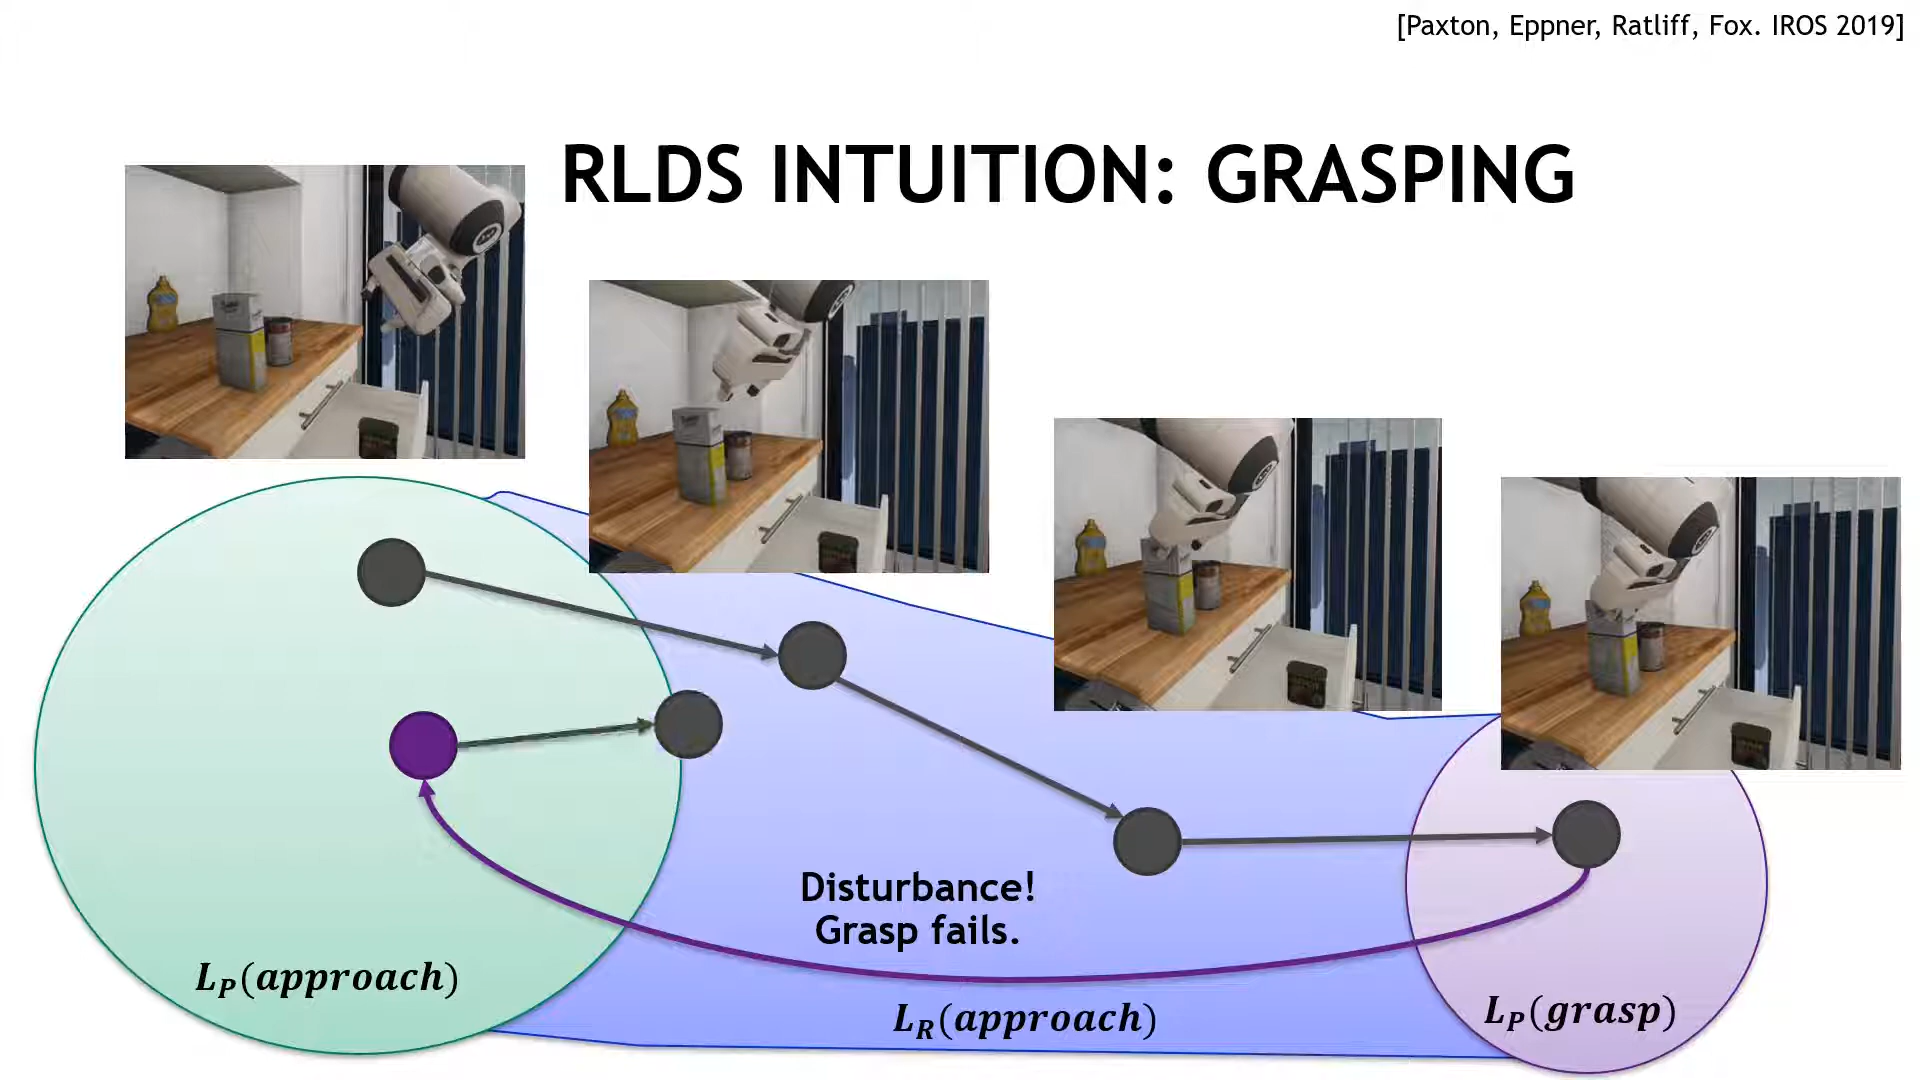 [Paxton, Eppner, Ratliff, Fox. IROS 2019]
RLDS INTUITION: GRASPING
Disturbance!
Grasp fails.
L_P(approach)
L_R(approach)
L_P(grasp)